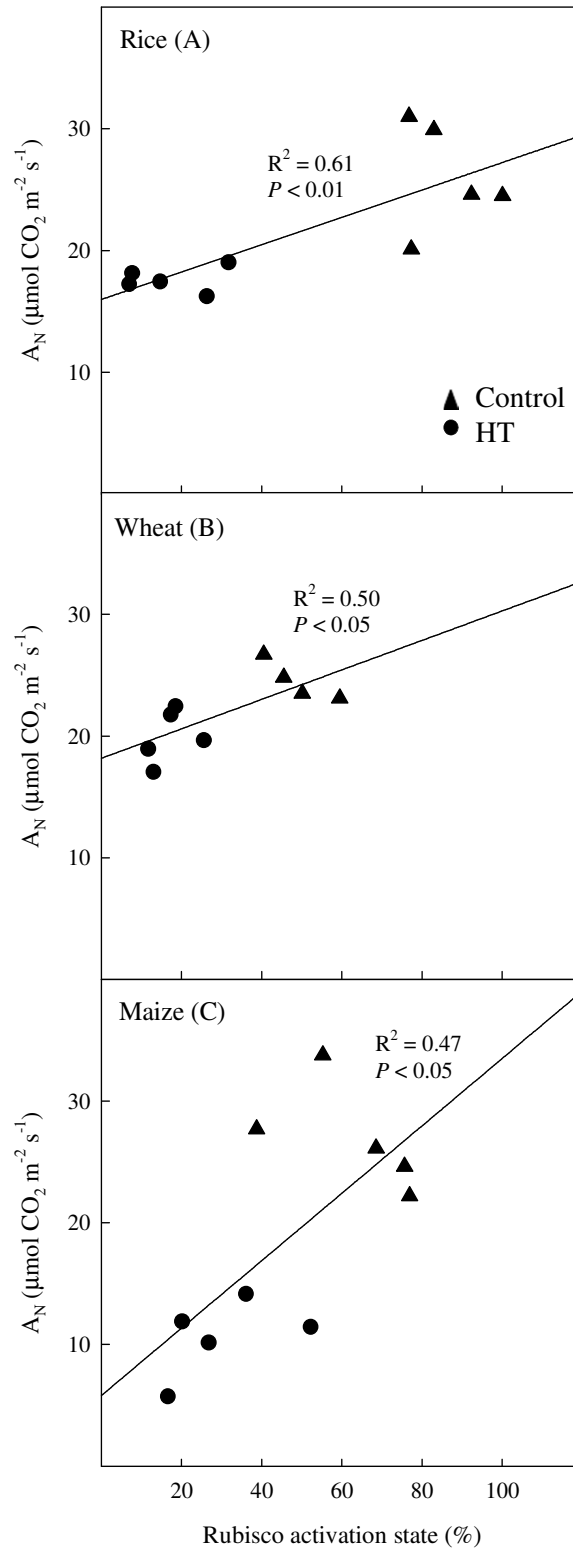 Rice (A)
30
R² = 0.61
P < 0.01
20
10
A_N (µmol CO₂ m⁻² s⁻¹)
Control
HT
Wheat (B)
30
R² = 0.50
P < 0.05
20
10
A_N (µmol CO₂ m⁻² s⁻¹)
Maize (C)
R² = 0.47
P < 0.05
30
20
10
A_N (µmol CO₂ m⁻² s⁻¹)
20 40 60 80 100
Rubisco activation state (%)